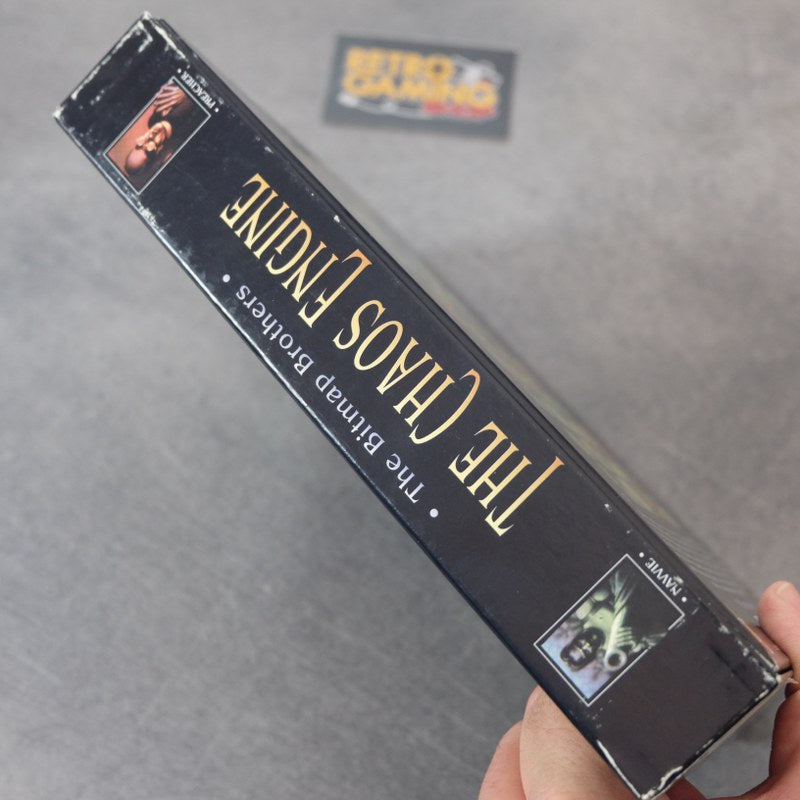 RETRO
GAMING
• PREACHER •
THE CHAOS ENGINE
• The Bitmap Brothers •
• NAVVIE •